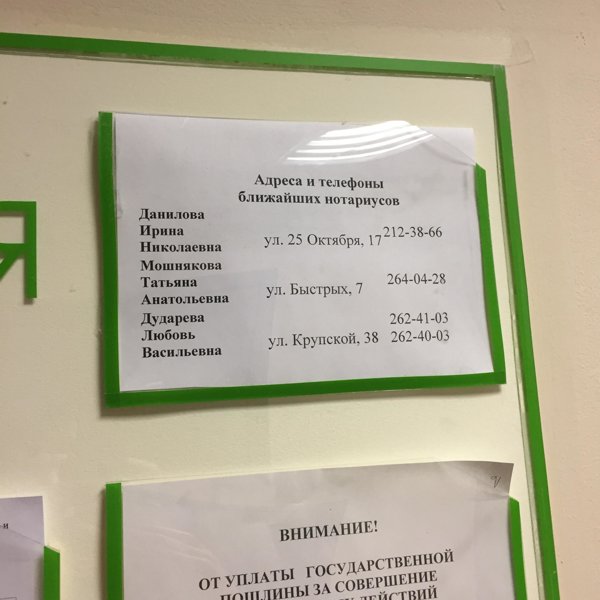 Адреса и телефоны
ближайших нотариусов
Данилова
Ирина
Николаевна ул. 25 Октября, 17 212-38-66
Мошнякова
Татьяна
Анатольевна ул. Быстрых, 7 264-04-28
Дударева 262-41-03
Любовь ул. Крупской, 38 262-40-03
Васильевна
Я
ВНИМАНИЕ!
ОТ УПЛАТЫ ГОСУДАРСТВЕННОЙ
ПОШЛИНЫ ЗА СОВЕРШЕНИЕ
ДЕЙСТВИЙ